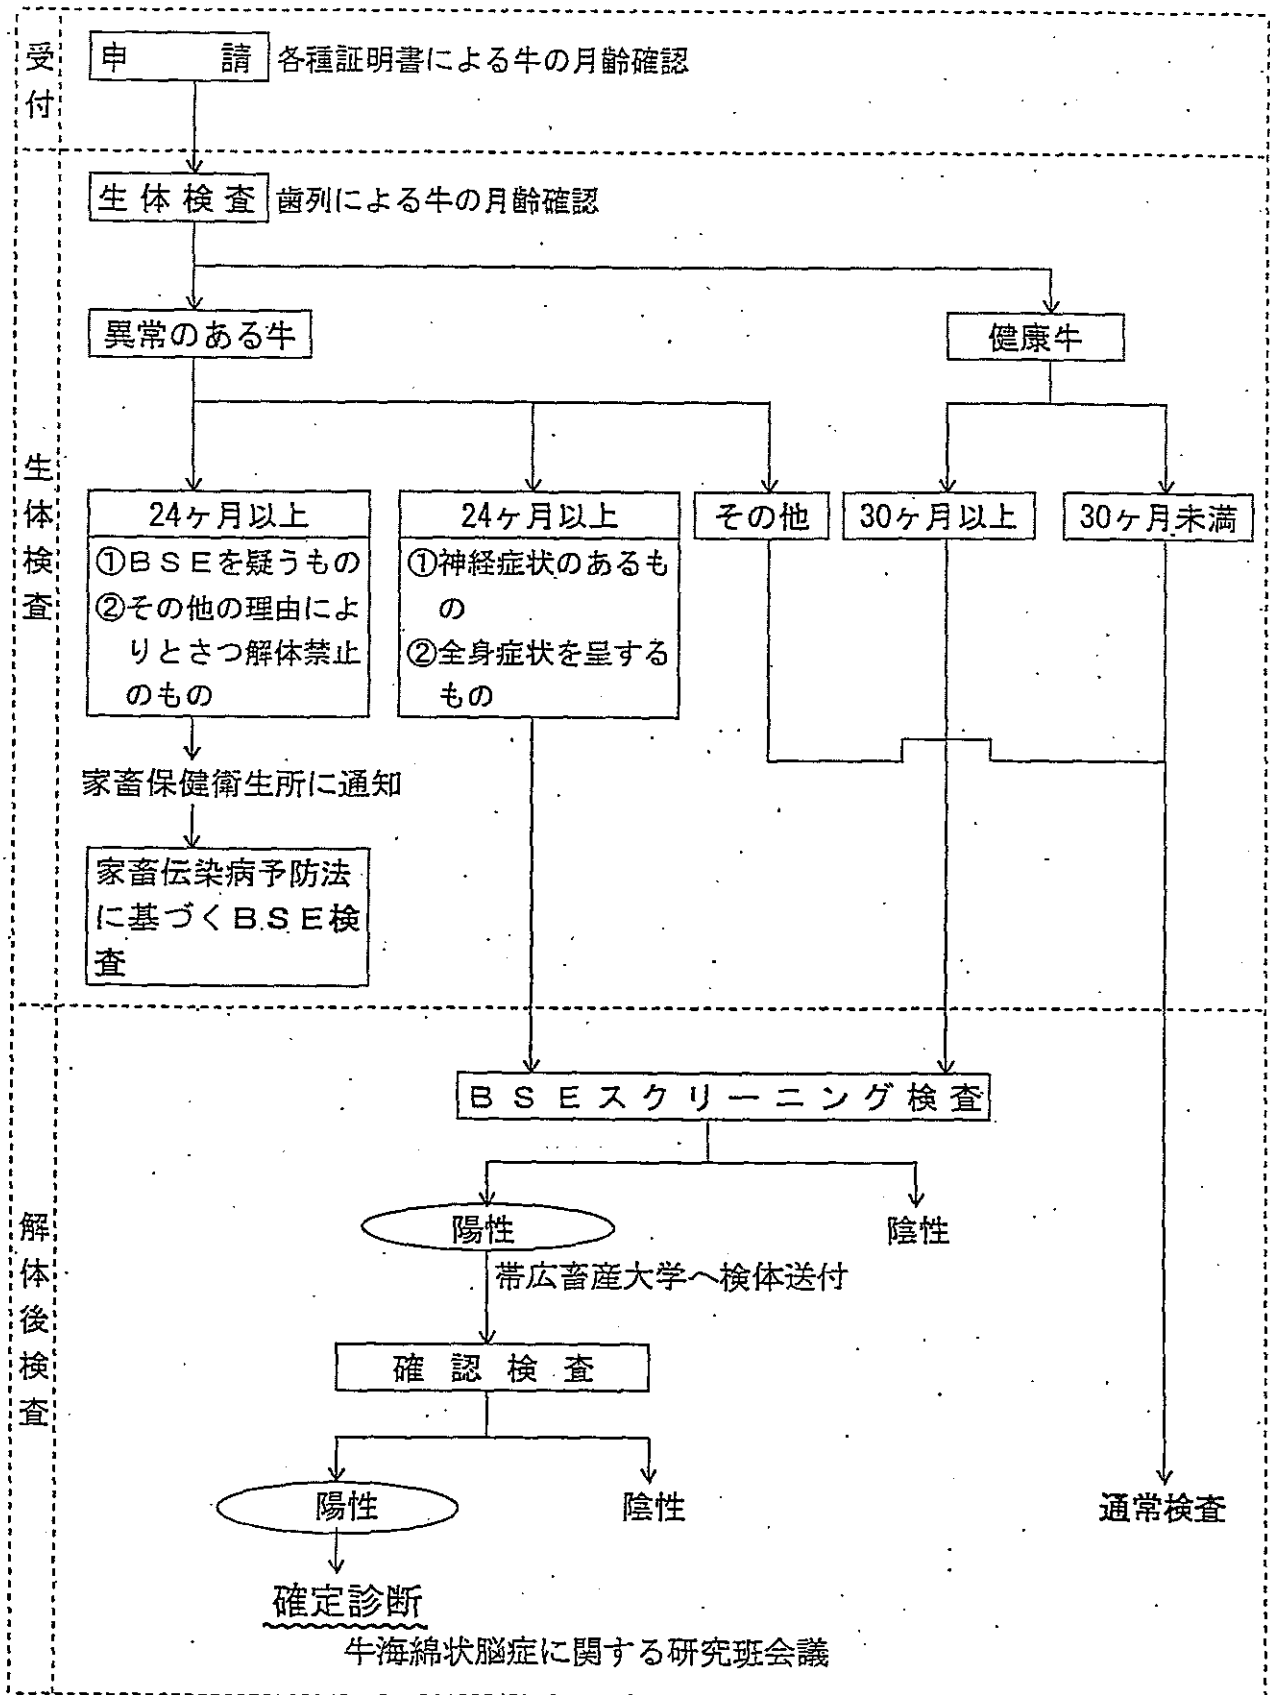 受付
申請 各種証明書による牛の月齢確認
生体検査
生体検査 歯列による牛の月齢確認
異常のある牛
健康牛
24ヶ月以上
①BSEを疑うもの
②その他の理由によ
りとさつ解体禁止
のもの
24ヶ月以上
①神経症状のあるも
の
②全身症状を呈する
もの
その他
30ヶ月以上
30ヶ月未満
家畜保健衛生所に通知
家畜伝染病予防法
に基づくBSE検
査
解体後検査
BSEスクリーニング検査
陽性
陰性
帯広畜産大学へ検体送付
確認検査
陽性
陰性
通常検査
確定診断
牛海綿状脳症に関する研究班会議